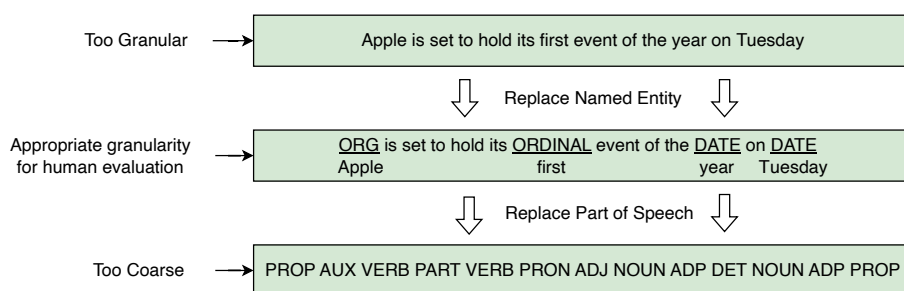 Too Granular
Apple is set to hold its first event of the year on Tuesday
Replace Named Entity
Appropriate granularity
for human evaluation
ORG is set to hold its ORDINAL event of the DATE on DATE
Apple first year Tuesday
Replace Part of Speech
Too Coarse
PROP AUX VERB PART VERB PRON ADJ NOUN ADP DET NOUN ADP PROP